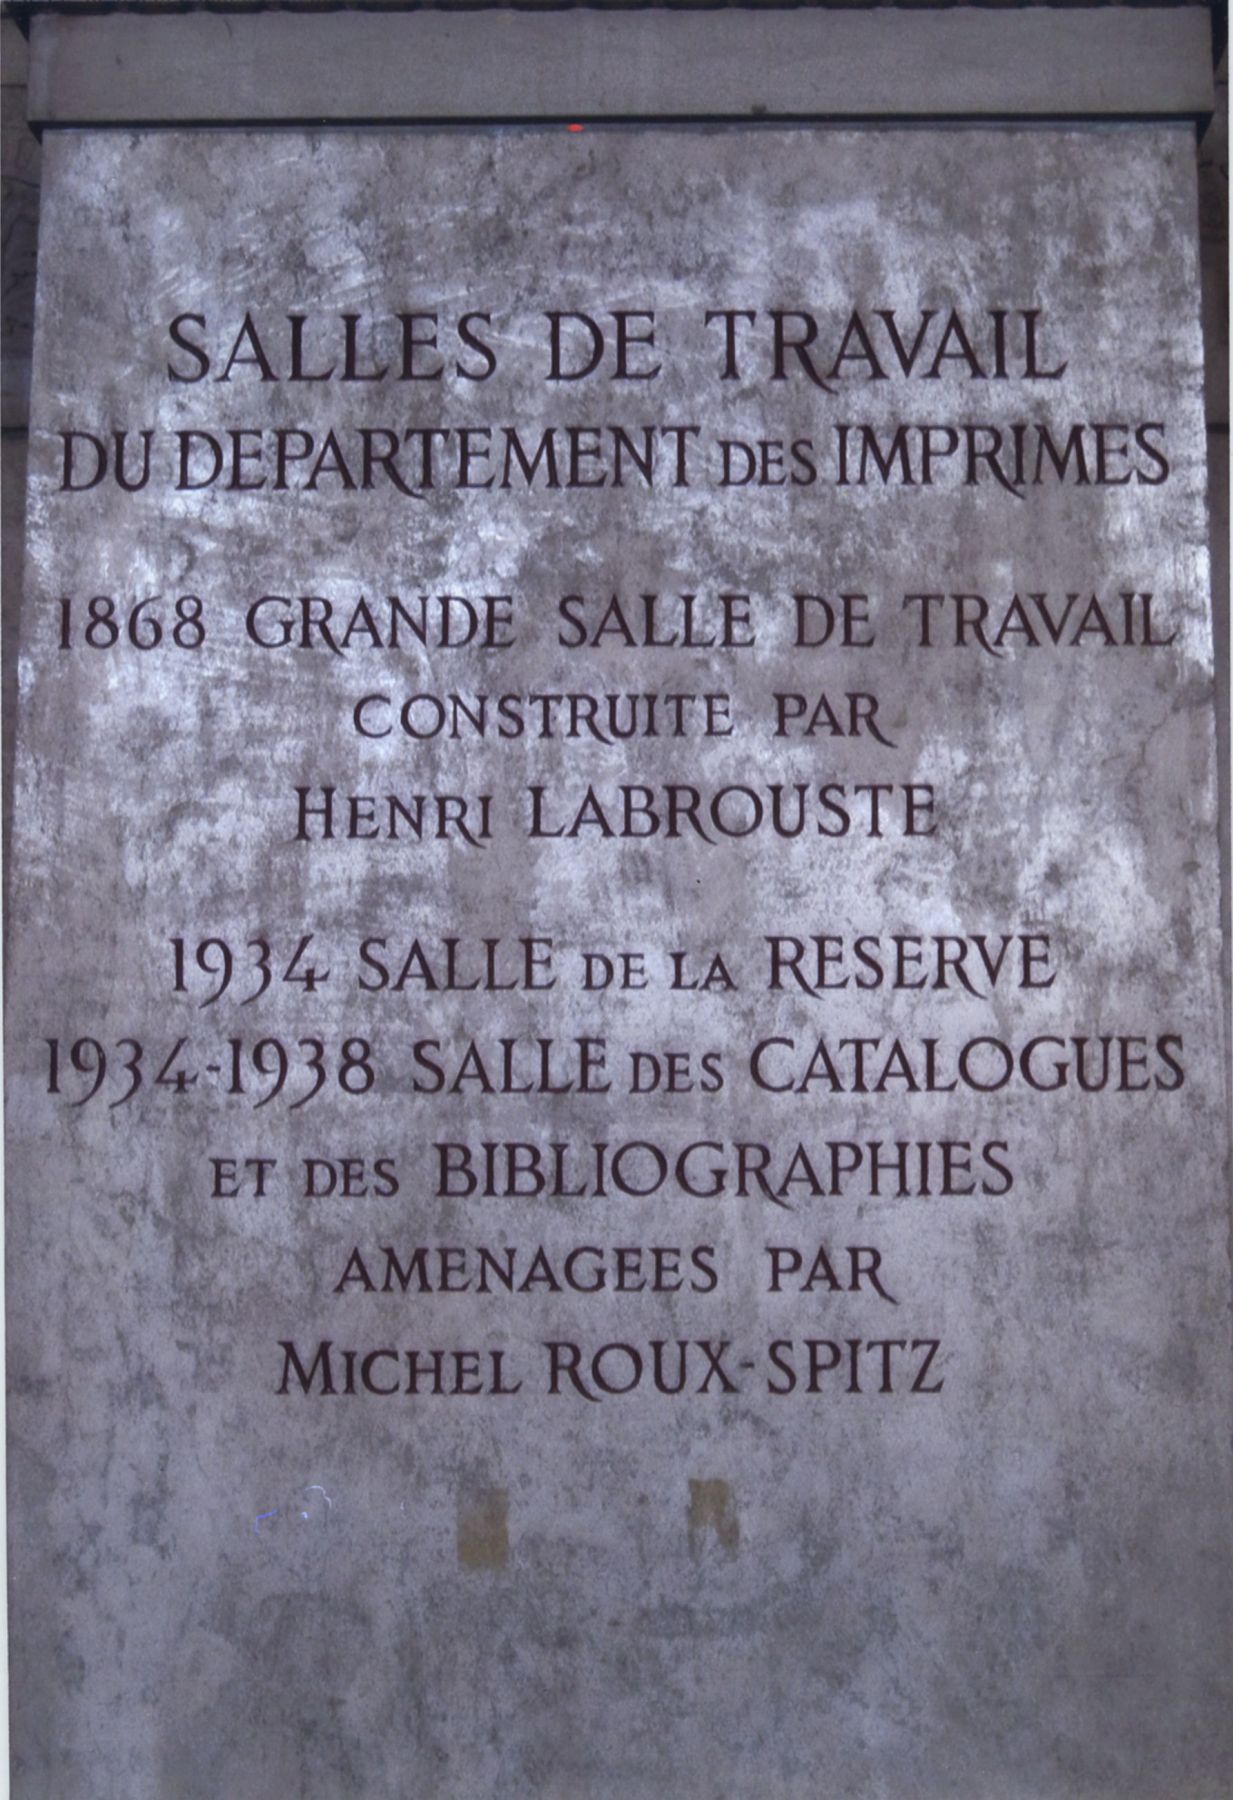 SALLES DE TRAVAIL
DU DEPARTEMENT DES IMPRIMES
1868 GRANDE SALLE DE TRAVAIL
CONSTRUITE PAR
HENRI LABROUSTE
1934 SALLE DE LA RESERVE
1934-1938 SALLE DES CATALOGUES
ET DES BIBLIOGRAPHIES
AMENAGEES PAR
MICHEL ROUX-SPITZ